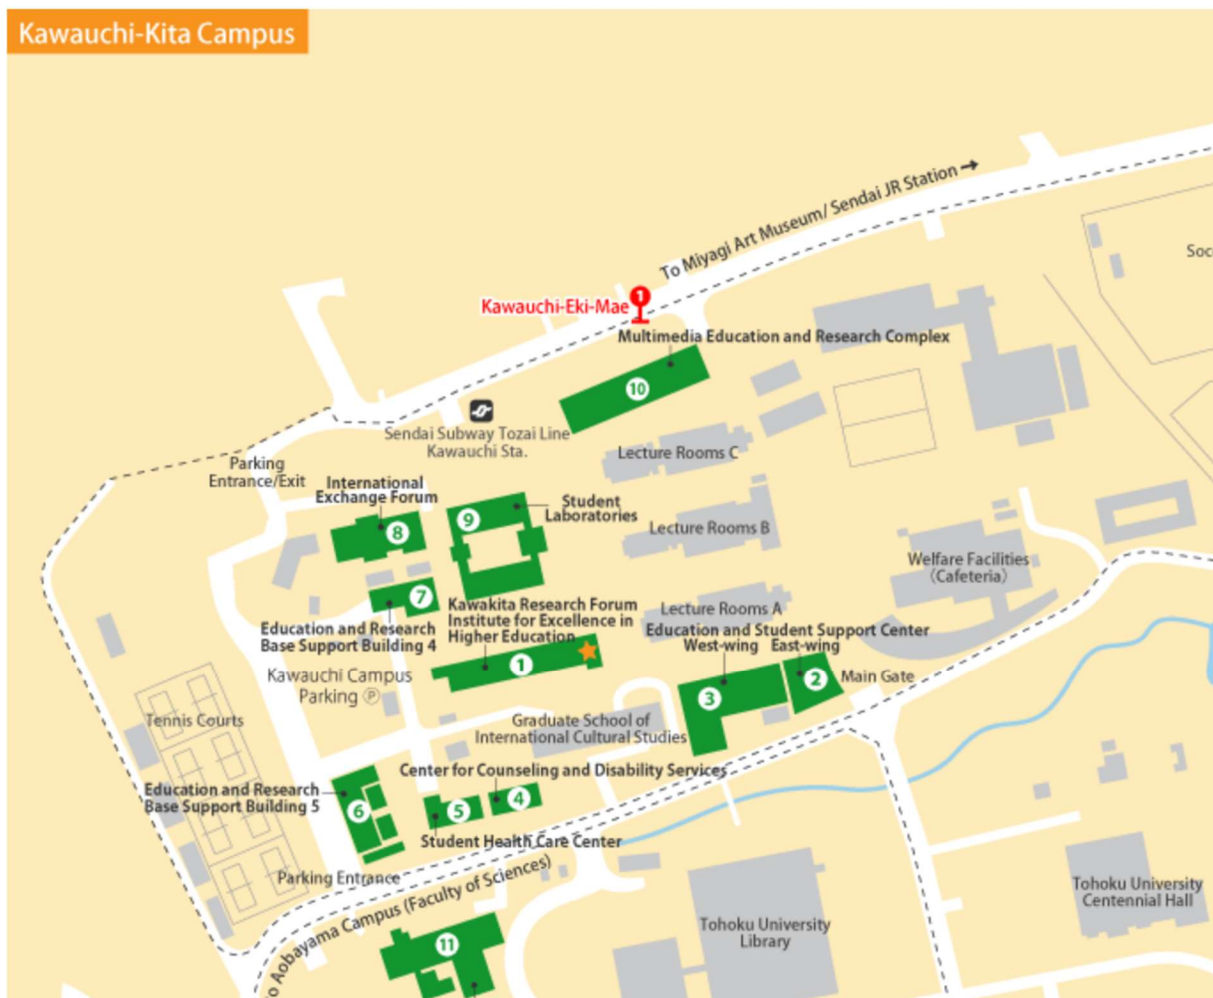 Kawauchi-Kita Campus
To Miyagi Art Museum/ Sendai JR Station →
Soc
Kawauchi-Eki-Mae
1
Multimedia Education and Research Complex
10
Sendai Subway Tozai Line
Kawauchi Sta.
Lecture Rooms C
Parking
Entrance/Exit
International
Exchange Forum
8
9
Student
Laboratories
Lecture Rooms B
Welfare Facilities
(Cafeteria)
7
Education and Research
Base Support Building 4
Kawakita Research Forum
Institute for Excellence in
Higher Education
1
Lecture Rooms A
Education and Student Support Center
West-wing
East-wing
3
2
Main Gate
Kawauchi Campus
Parking P
Tennis Courts
Graduate School of
International Cultural Studies
Center for Counseling and Disability Services
Education and Research
Base Support Building 5
6
5
4
Student Health Care Center
Parking Entrance
o Aobayama Campus (Faculty of Sciences)
11
Tohoku University
Library
Tohoku University
Centennial Hall